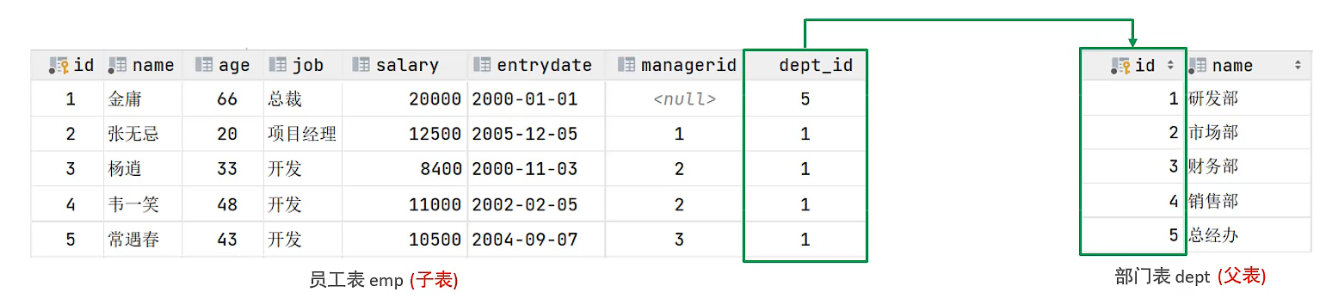 id name age job salary entrydate managerid dept_id
1 金庸 66 总裁 20000 2000-01-01 <null> 5
2 张无忌 20 项目经理 12500 2005-12-05 1 1
3 杨逍 33 开发 8400 2000-11-03 2 1
4 韦一笑 48 开发 11000 2002-02-05 2 1
5 常遇春 43 开发 10500 2004-09-07 3 1
员工表 emp (子表)
id name
1 研发部
2 市场部
3 财务部
4 销售部
5 总经办
部门表 dept (父表)